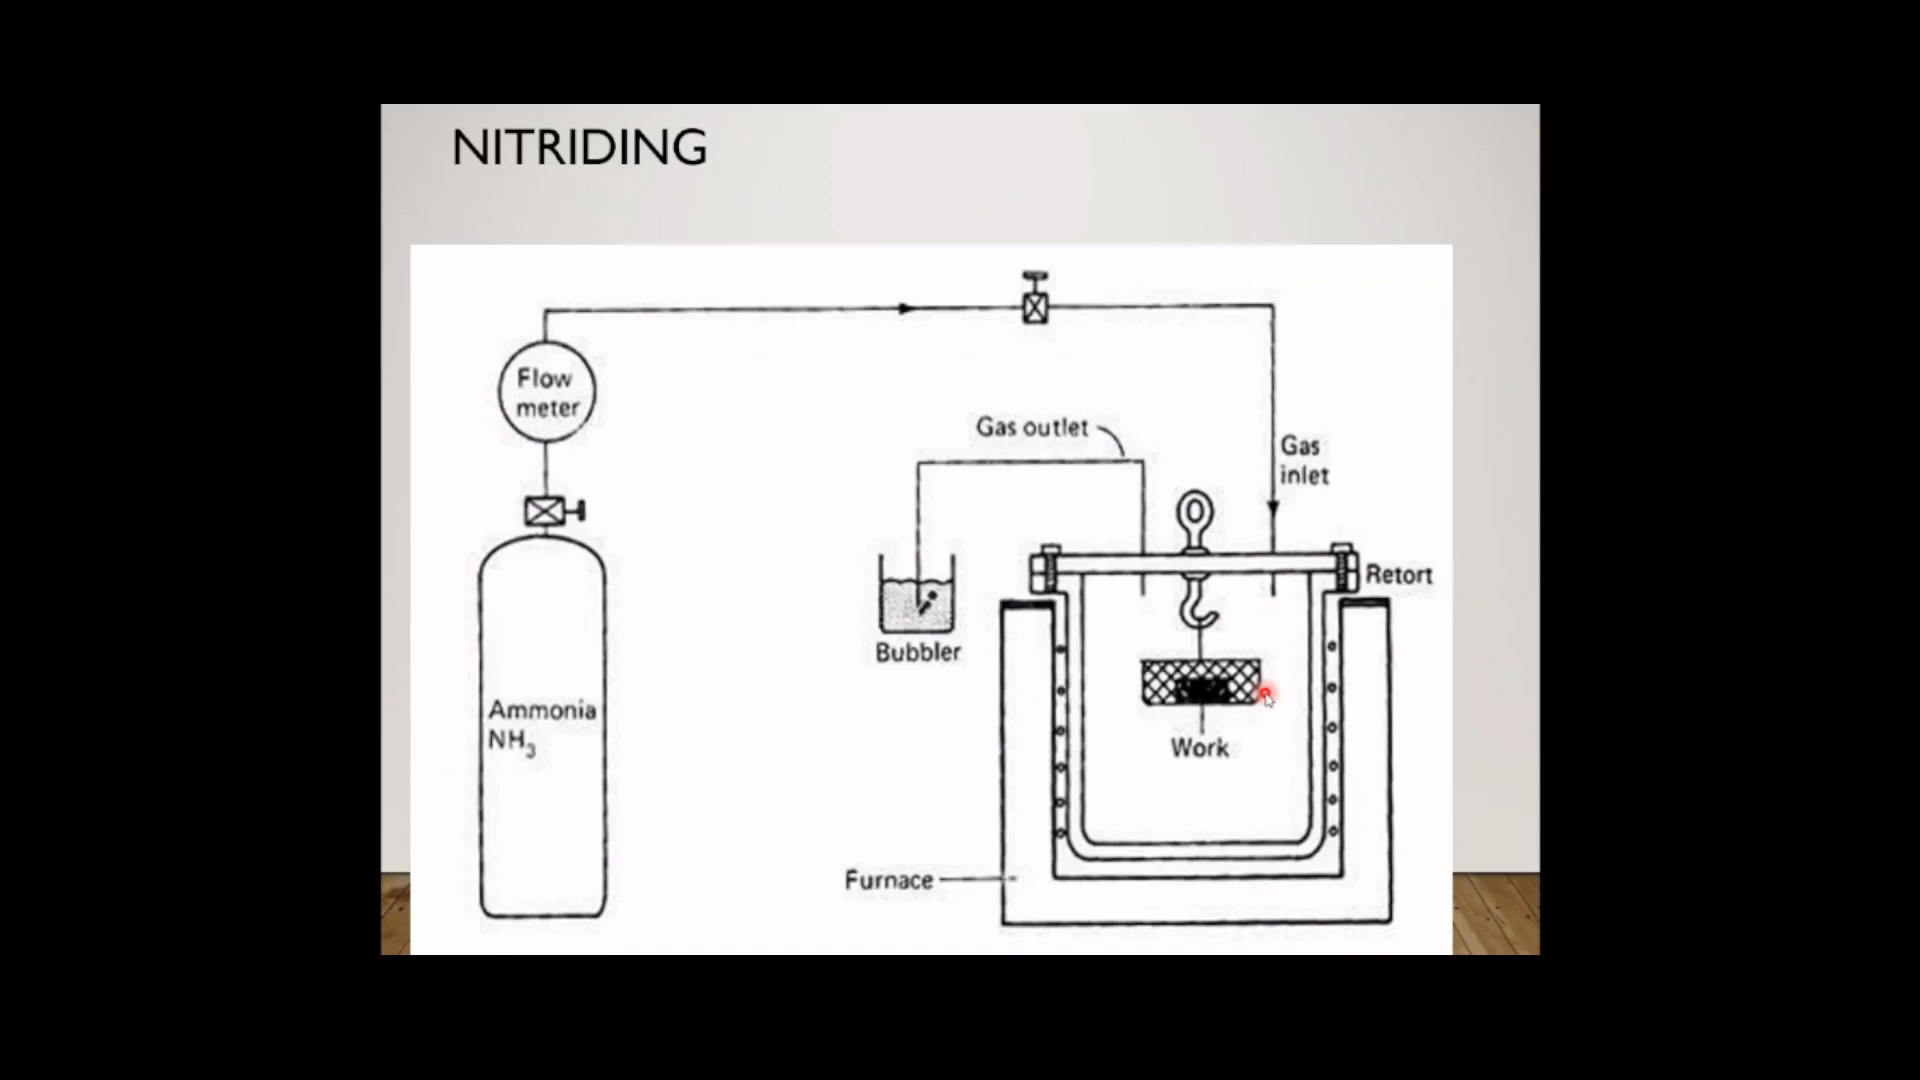 NITRIDING
Flow
meter
Gas outlet
Gas
inlet
Retort
Bubbler
Ammonia
NH₃
Work
Furnace